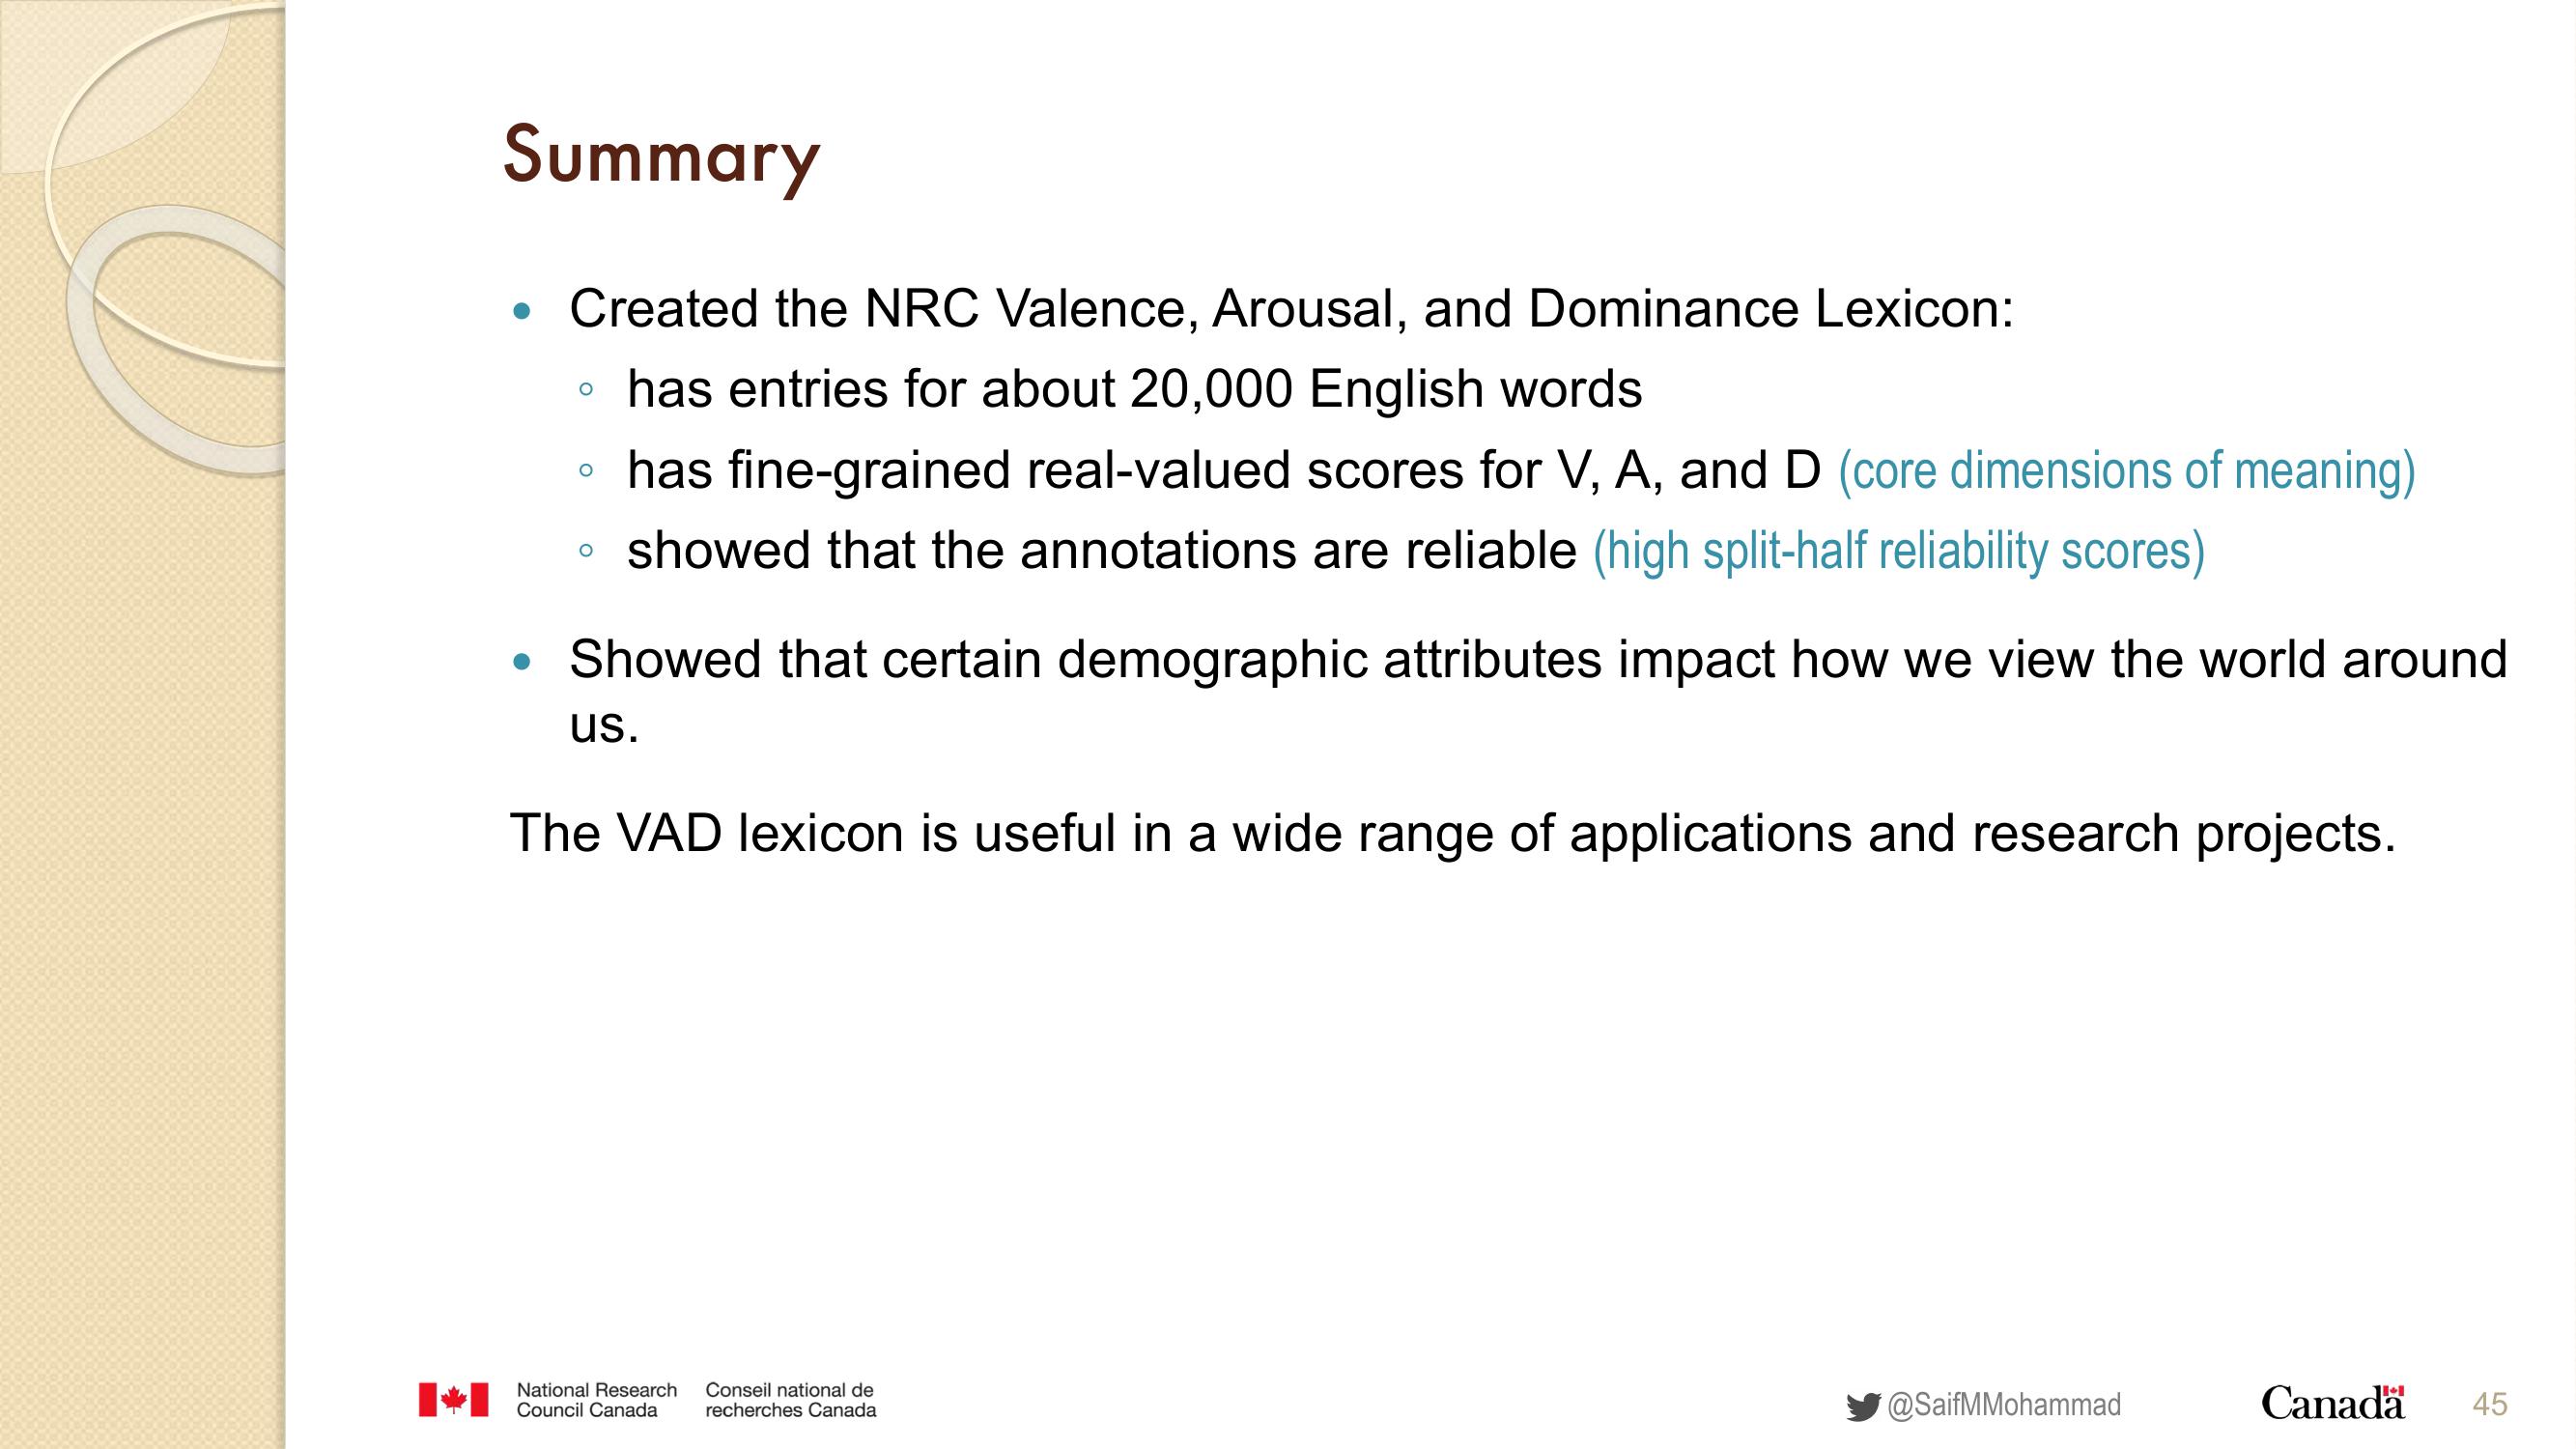 Summary
• Created the NRC Valence, Arousal, and Dominance Lexicon:
◦ has entries for about 20,000 English words
◦ has fine-grained real-valued scores for V, A, and D (core dimensions of meaning)
◦ showed that the annotations are reliable (high split-half reliability scores)
• Showed that certain demographic attributes impact how we view the world around
us.
The VAD lexicon is useful in a wide range of applications and research projects.
National Research
Council Canada
Conseil national de
recherches Canada
@SaifMMohammad
Canada
45